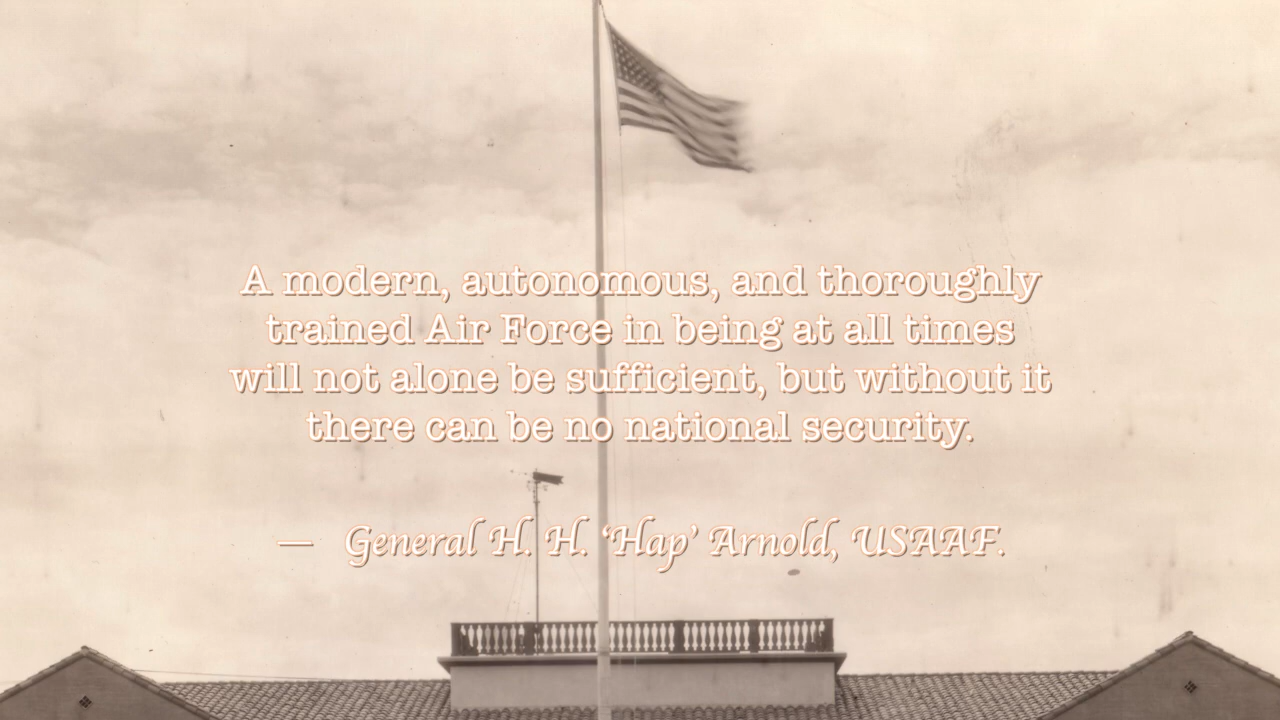 A modern, autonomous, and thoroughly
trained Air Force in being at all times
will not alone be sufficient, but without it
there can be no national security.
— General H. H. ‘Hap’ Arnold, USAAF.